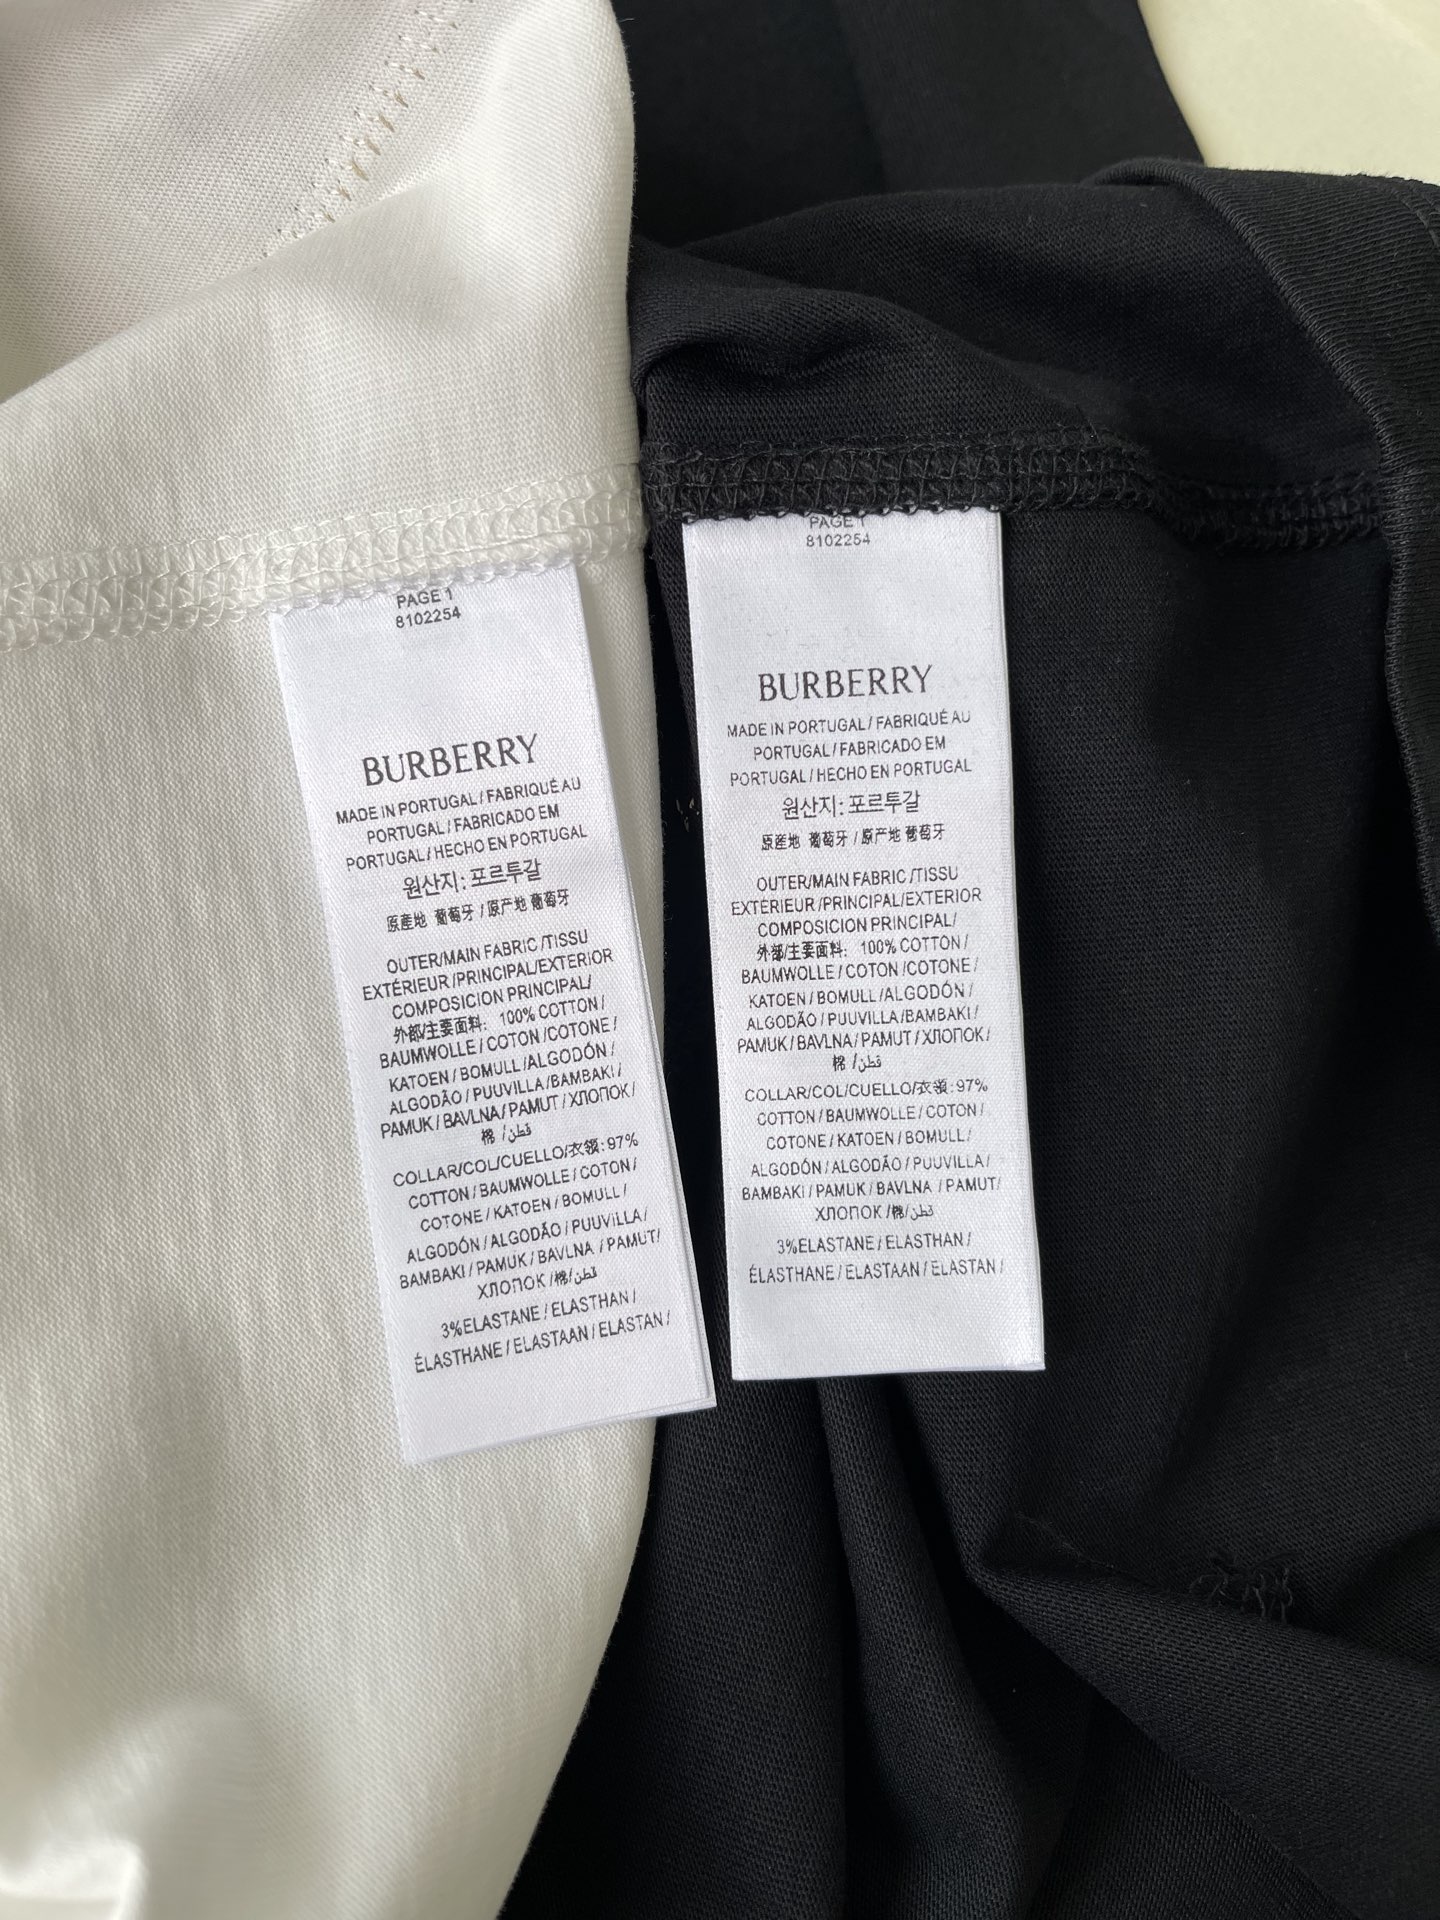 PAGE 1
8102254
BURBERRY
MADE IN PORTUGAL / FABRIQUÉ AU
PORTUGAL / FABRICADO EM
PORTUGAL / HECHO EN PORTUGAL
원산지: 포르투갈
原産地 葡萄牙 / 原产地 葡萄牙
OUTER/MAIN FABRIC /TISSU
EXTÉRIEUR /PRINCIPAL/EXTERIOR
COMPOSICION PRINCIPAL/
外部/主要面料: 100% COTTON /
BAUMWOLLE / COTON /COTONE /
KATOEN / BOMULL /ALGODÓN /
ALGODÃO / PUUVILLA /BAMBAKI /
PAMUK / BAVLNA / PAMUT / ХЛОПОК /
棉 / قطن
COLLAR/COL/CUELLO/衣領: 97%
COTTON / BAUMWOLLE / COTON /
COTONE / KATOEN / BOMULL /
ALGODÓN / ALGODÃO / PUUVILLA /
BAMBAKI / PAMUK / BAVLNA / PAMUT/
ХЛОПОК /棉/ قطن
3%ELASTANE / ELASTHAN /
ÉLASTHANE / ELASTAAN / ELASTAN /
PAGE 1
8102254
BURBERRY
MADE IN PORTUGAL / FABRIQUÉ AU
PORTUGAL / FABRICADO EM
PORTUGAL / HECHO EN PORTUGAL
원산지: 포르투갈
原産地 葡萄牙 / 原产地 葡萄牙
OUTER/MAIN FABRIC /TISSU
EXTÉRIEUR /PRINCIPAL/EXTERIOR
COMPOSICION PRINCIPAL/
外部/主要面料: 100% COTTON /
BAUMWOLLE / COTON /COTONE /
KATOEN / BOMULL /ALGODÓN /
ALGODÃO / PUUVILLA /BAMBAKI /
PAMUK / BAVLNA / PAMUT / ХЛОПОК /
棉 / قطن
COLLAR/COL/CUELLO/衣領: 97%
COTTON / BAUMWOLLE / COTON /
COTONE / KATOEN / BOMULL /
ALGODÓN / ALGODÃO / PUUVILLA /
BAMBAKI / PAMUK / BAVLNA / PAMUT/
ХЛОПОК /棉/ قطن
3%ELASTANE / ELASTHAN /
ÉLASTHANE / ELASTAAN / ELASTAN /